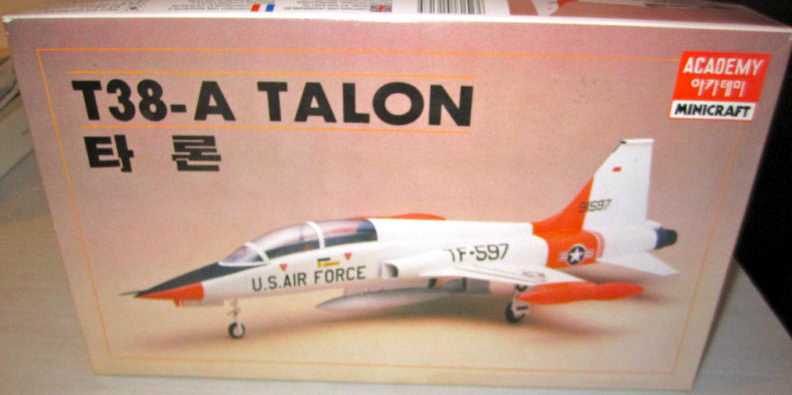 T38-A TALON
타 론
ACADEMY
아카데미
MINICRAFT
91597
TF-597
U.S. AIR FORCE